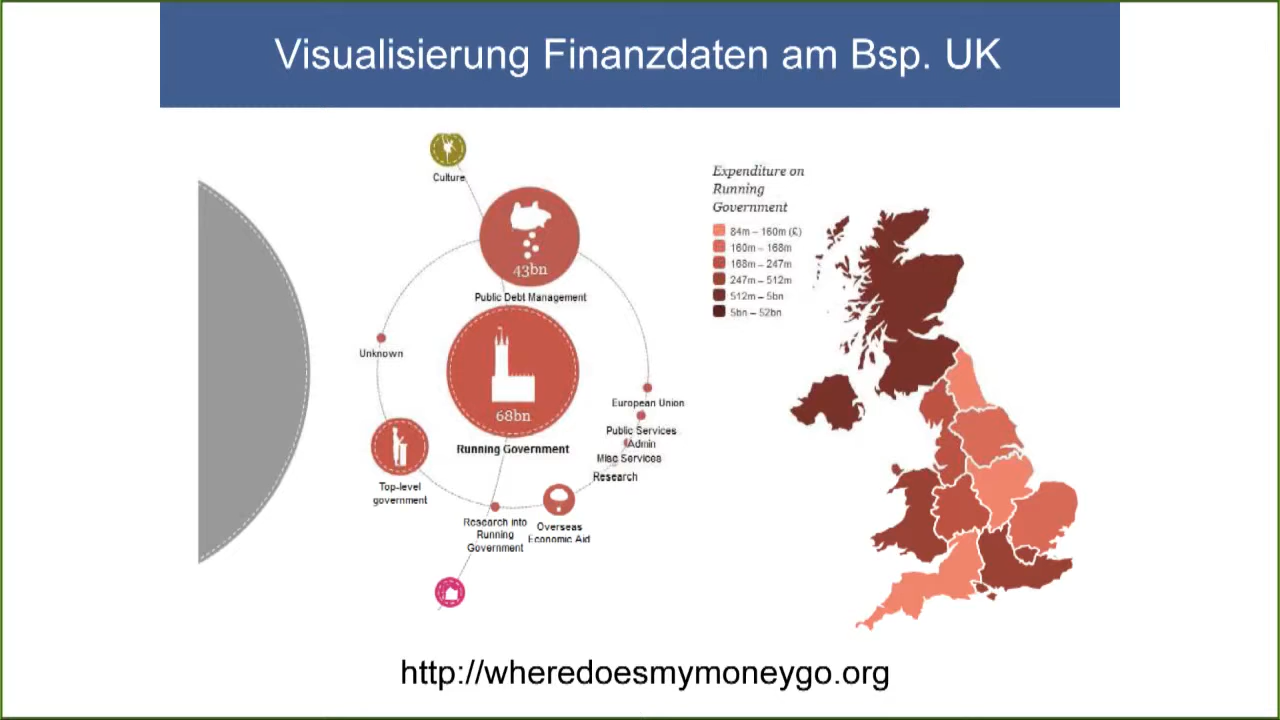 Visualisierung Finanzdaten am Bsp. UK
Culture
43bn
Public Debt Management
Unknown
68bn
Running Government
European Union
Public Services
Admin
Misc Services
Research
Top-level
government
Research into
Running
Government
Overseas
Economic Aid
Expenditure on
Running
Government
84m – 160m (£)
160m – 168m
168m – 247m
247m – 512m
512m – 5bn
5bn – 52bn
http://wheredoesmymoneygo.org